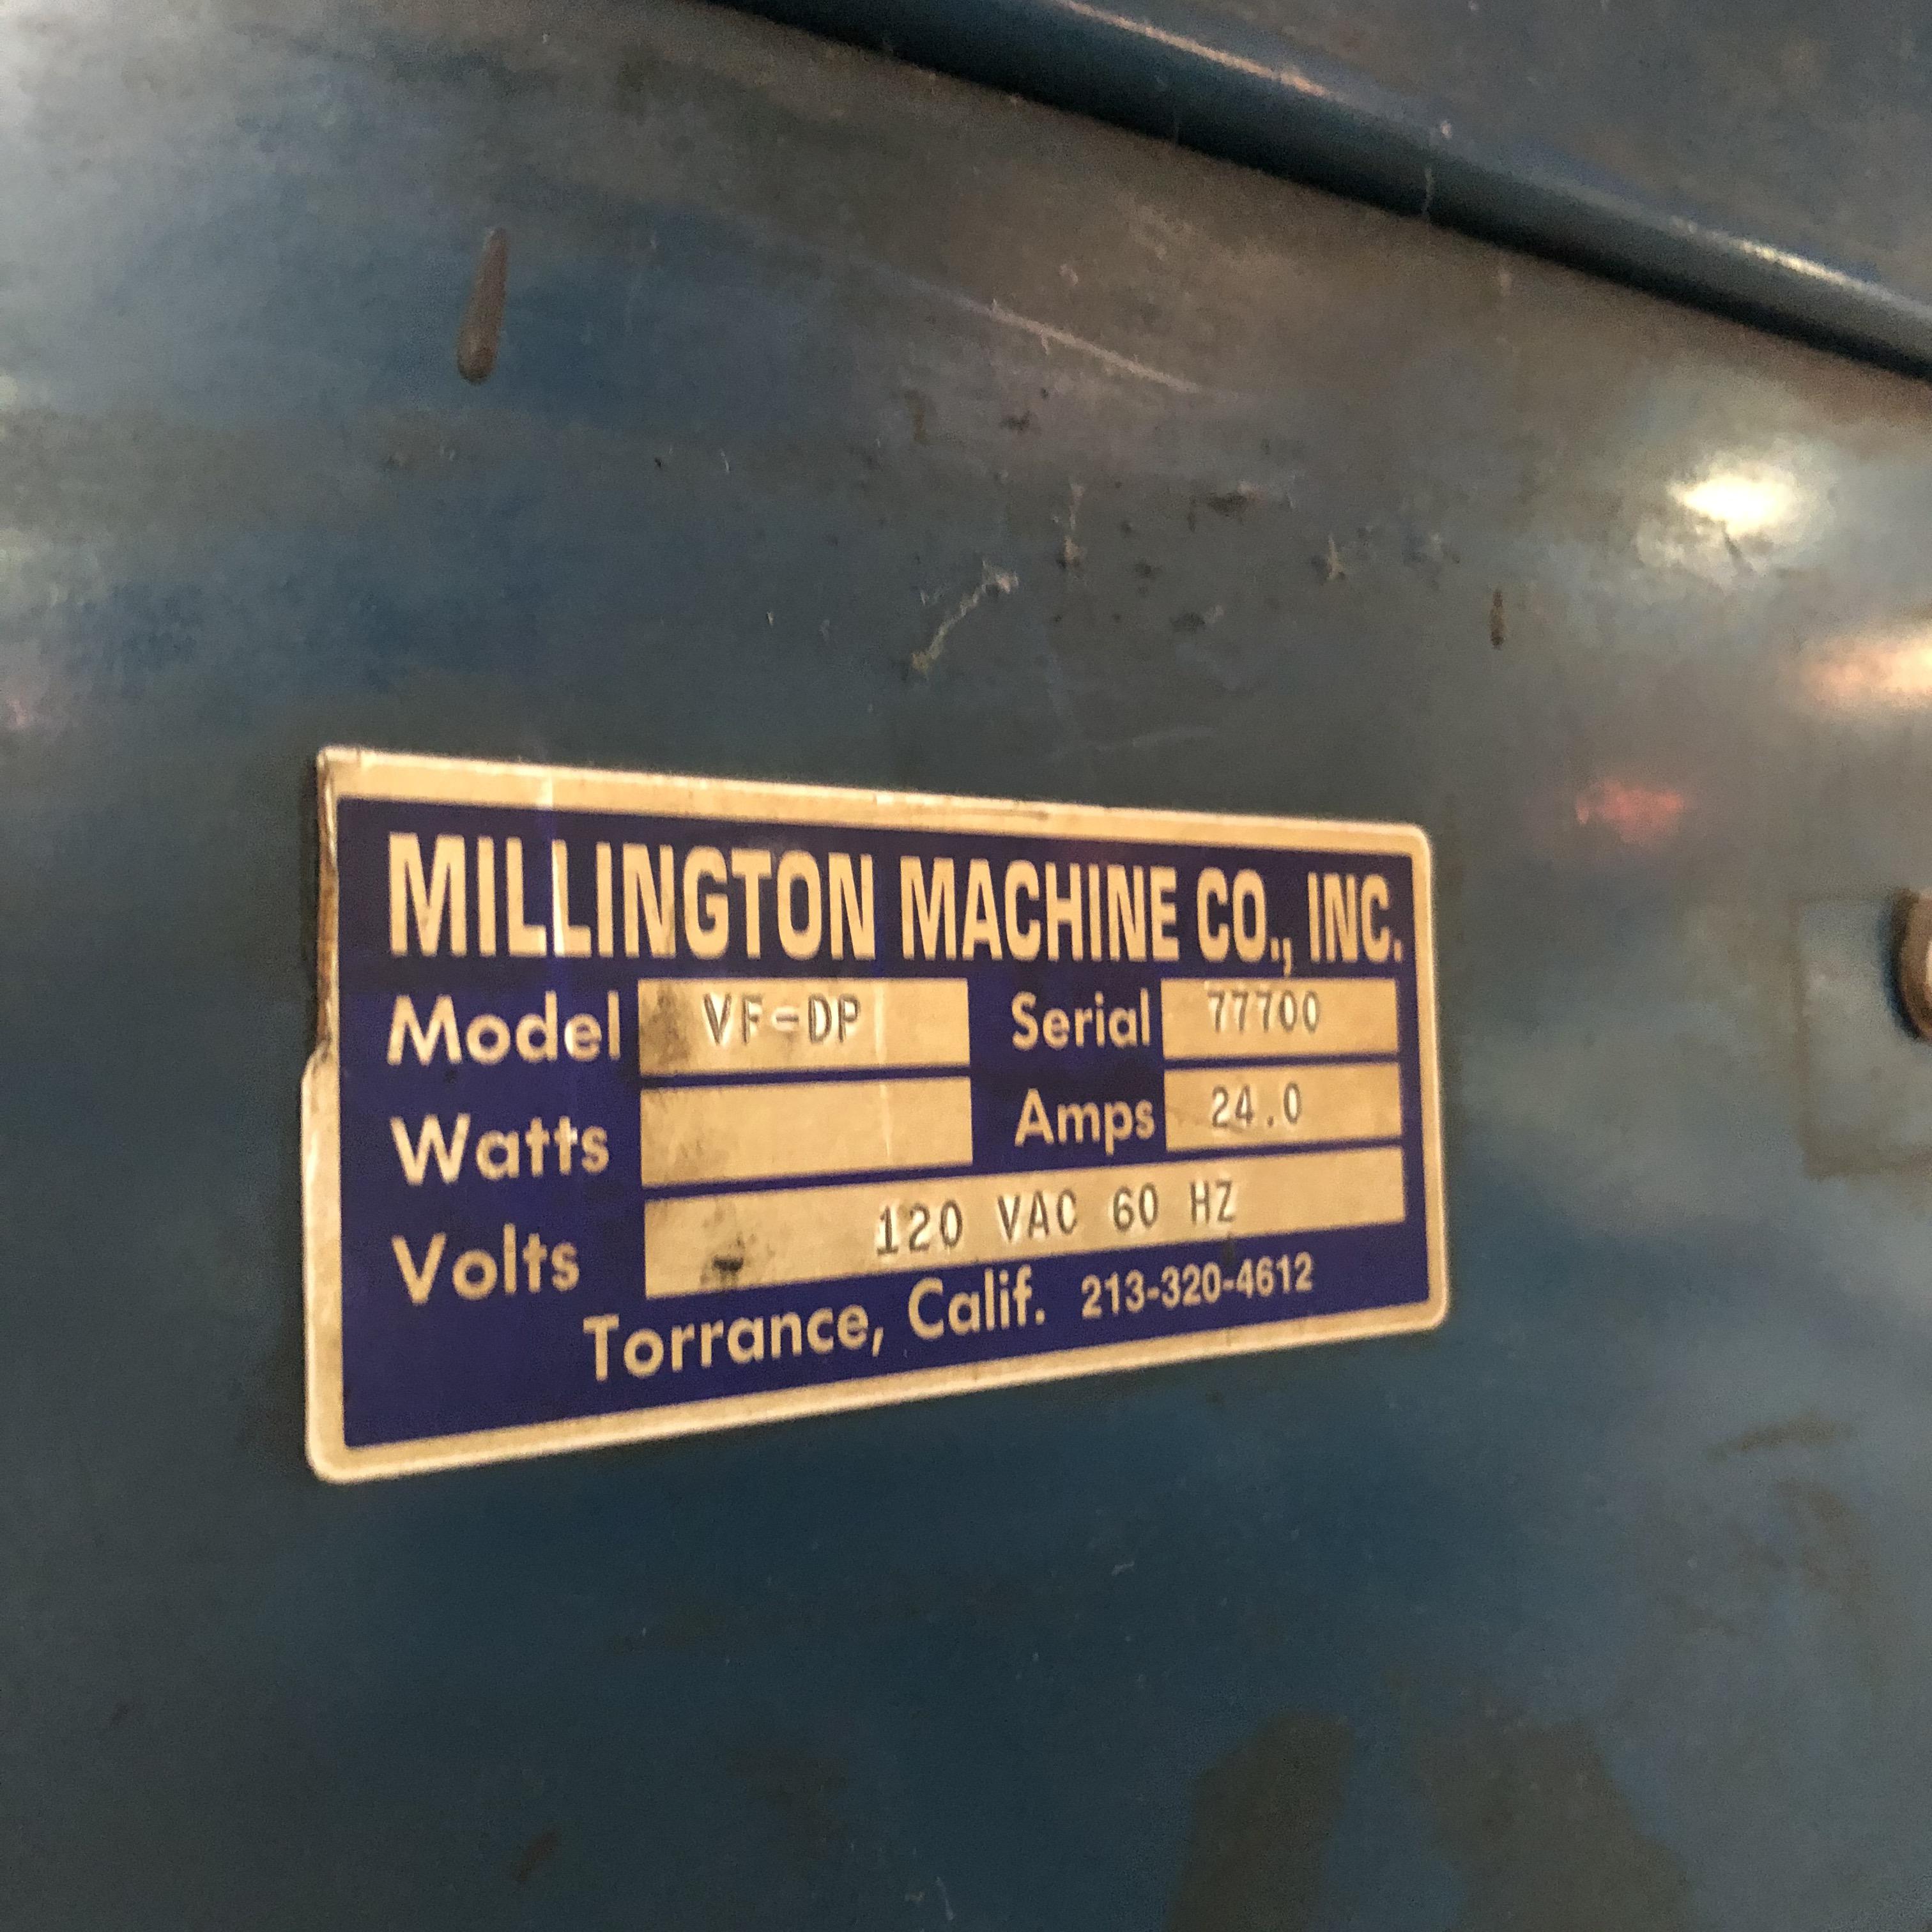 MILLINGTON MACHINE CO., INC.
Model VF-DP Serial 77700
Watts Amps 24.0
Volts 120 VAC 60 HZ
Torrance, Calif. 213-320-4612